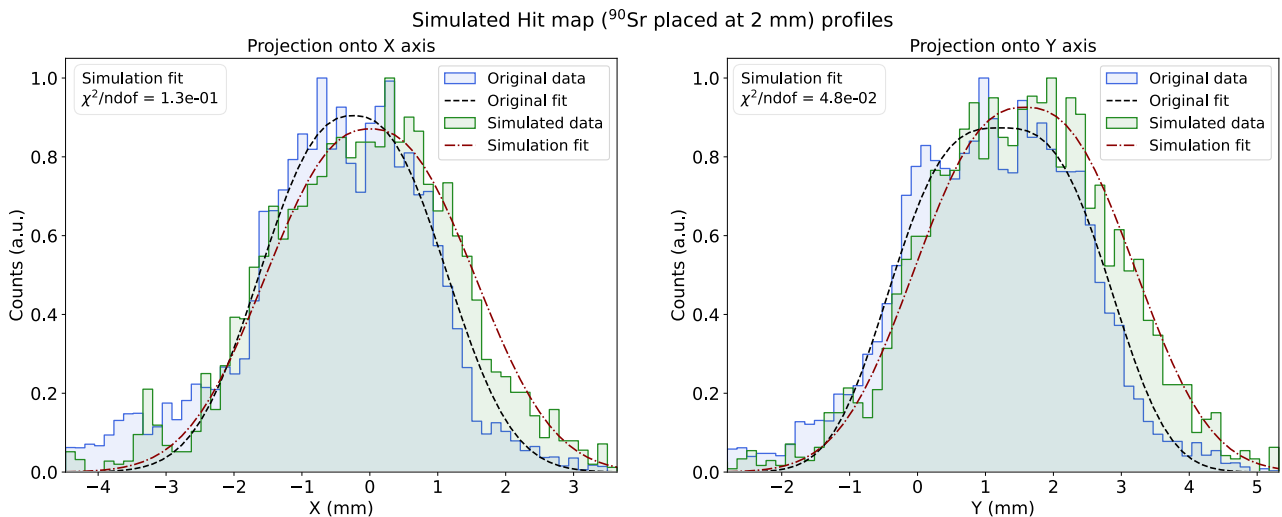 Simulated Hit map (⁹⁰Sr placed at 2 mm) profiles
Projection onto X axis
Simulation fit
χ²/ndof = 1.3e-01
Original data
Original fit
Simulated data
Simulation fit
Counts (a.u.)
1.0
0.8
0.6
0.4
0.2
0.0
−4 −3 −2 −1 0 1 2 3
X (mm)
Projection onto Y axis
Simulation fit
χ²/ndof = 4.8e-02
Original data
Original fit
Simulated data
Simulation fit
Counts (a.u.)
1.0
0.8
0.6
0.4
0.2
0.0
−2 −1 0 1 2 3 4 5
Y (mm)